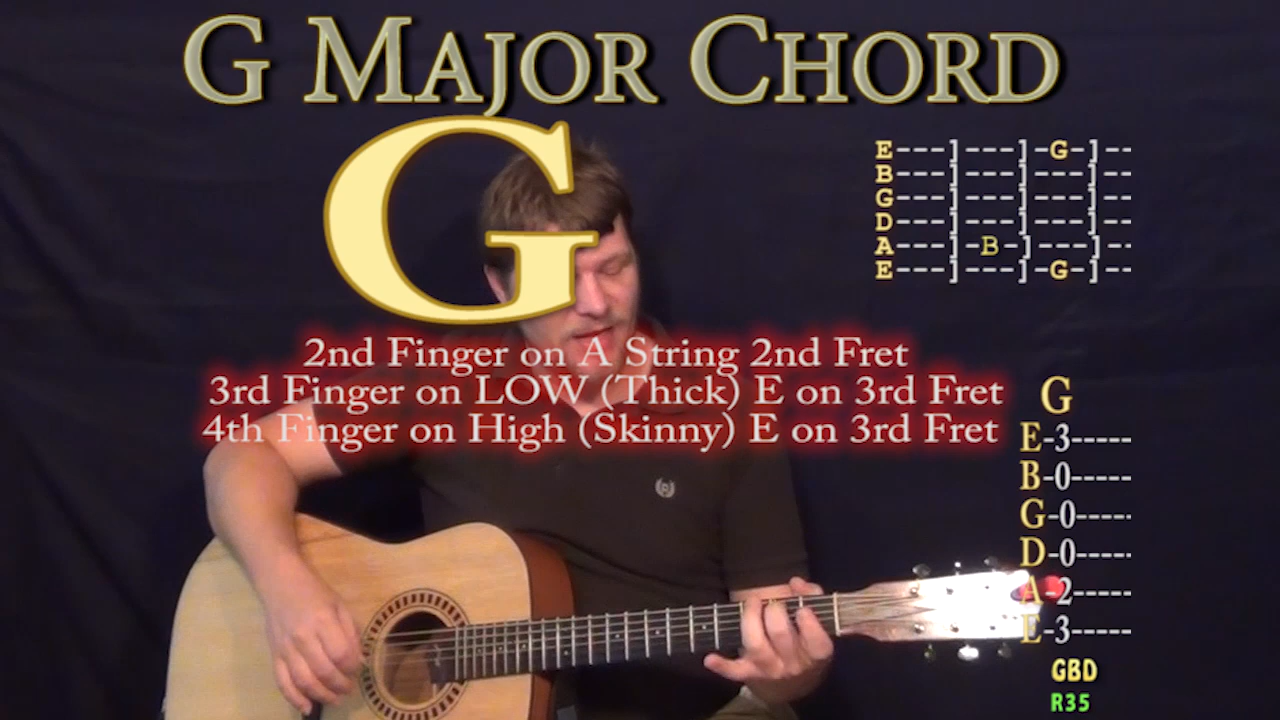 G MAJOR CHORD
G
E---]---]-G-]--
B---]---]---]--
G---]---]---]--
D---]---]---]--
A---]-B-]---]--
E---]---]-G-]--
2nd Finger on A String 2nd Fret
3rd Finger on LOW (Thick) E on 3rd Fret
4th Finger on High (Skinny) E on 3rd Fret
G
E-3-----
B-0-----
G-0-----
D-0-----
A-2-----
E-3-----
GBD
R35